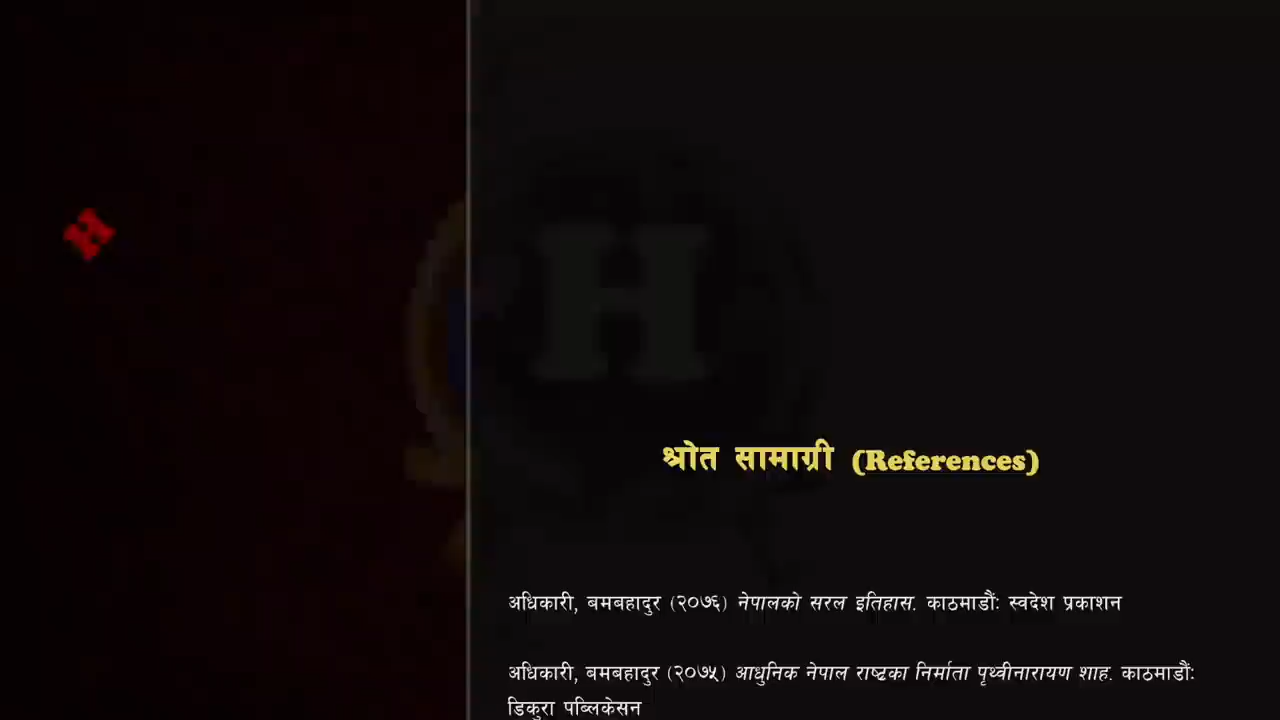 H
H
श्रोत सामाग्री (References)
अधिकारी, बमबहादुर (२०७६) नेपालको सरल इतिहास. काठमाडौं: स्वदेश प्रकाशन
अधिकारी, बमबहादुर (२०७५) आधुनिक नेपाल राष्टका निर्माता पृथ्वीनारायण शाह. काठमाडौं:
डिकुरा पब्लिकेसन